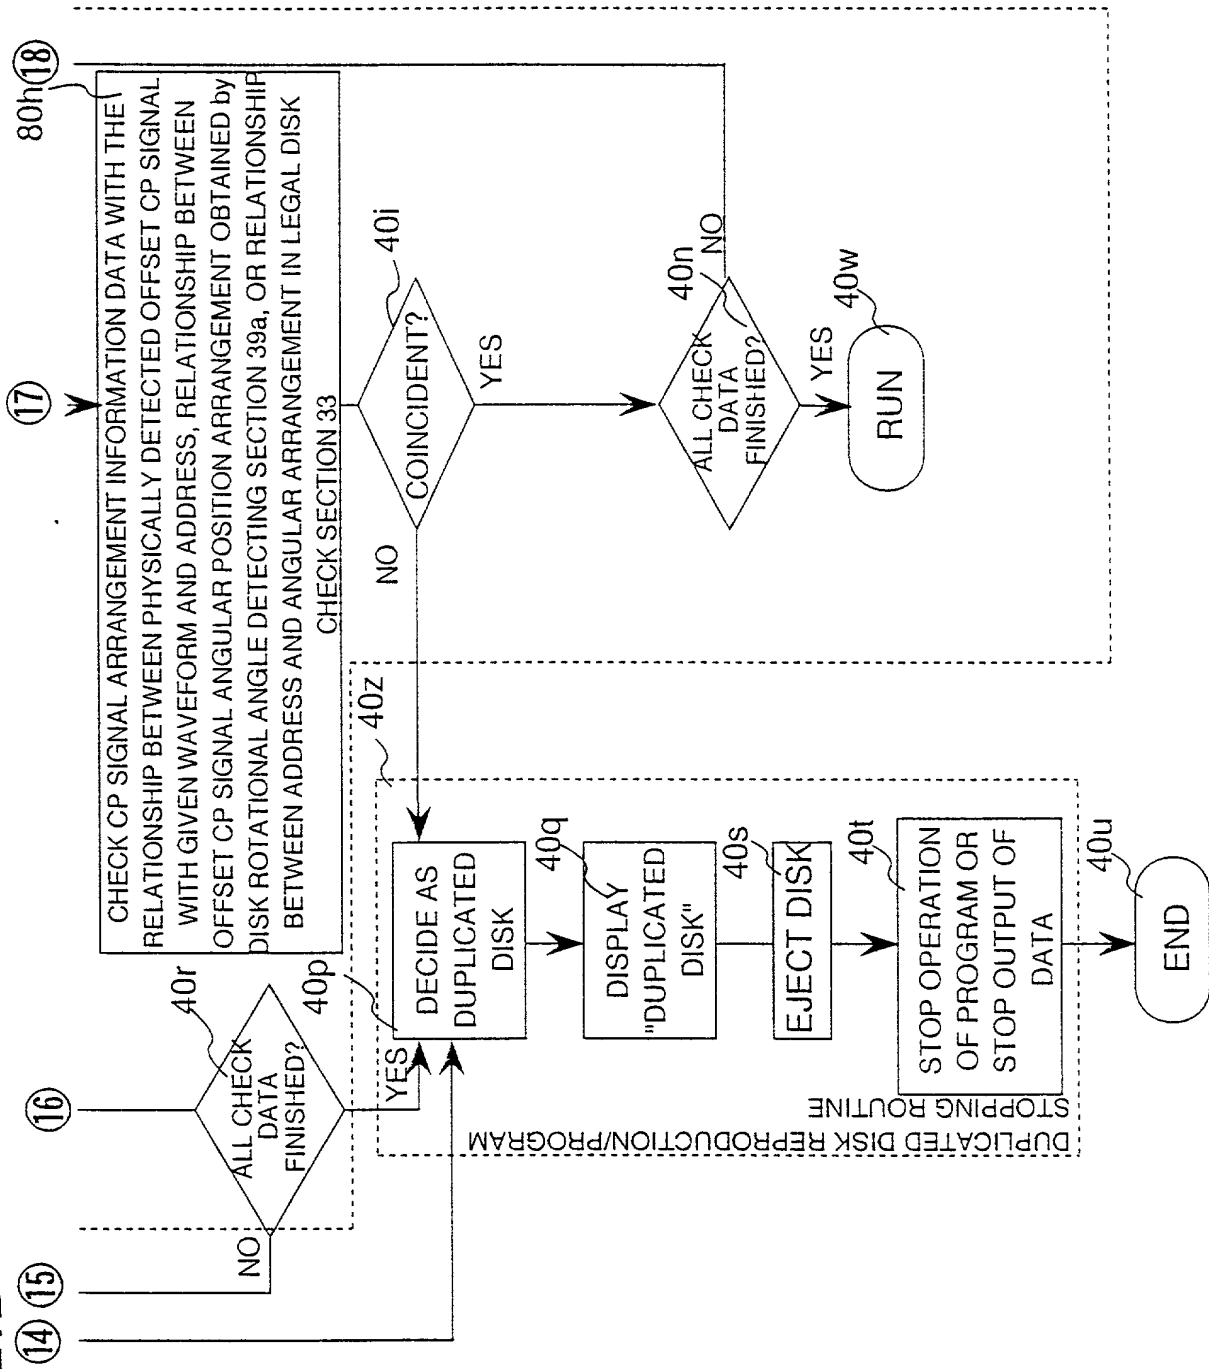 17
80h
18
CHECK CP SIGNAL ARRANGEMENT INFORMATION DATA WITH THE
RELATIONSHIP BETWEEN PHYSICALLY DETECTED OFFSET CP SIGNAL
WITH GIVEN WAVEFORM AND ADDRESS, RELATIONSHIP BETWEEN
OFFSET CP SIGNAL ANGULAR POSITION ARRANGEMENT OBTAINED by
DISK ROTATIONAL ANGLE DETECTING SECTION 39a, OR RELATIONSHIP
BETWEEN ADDRESS AND ANGULAR ARRANGEMENT IN LEGAL DISK
CHECK SECTION 33
40i
COINCIDENT?
NO
YES
40n
ALL CHECK
DATA
FINISHED?
NO
YES
40w
RUN
14
15
16
40r
ALL CHECK
DATA
FINISHED?
NO
YES
40z
40p
DECIDE AS
DUPLICATED
DISK
40q
DISPLAY
"DUPLICATED
DISK"
40s
EJECT DISK
40t
STOP OPERATION
OF PROGRAM OR
STOP OUTPUT OF
DATA
40u
END
DUPLICATED DISK REPRODUCTION/PROGRAM
STOPPING ROUTINE